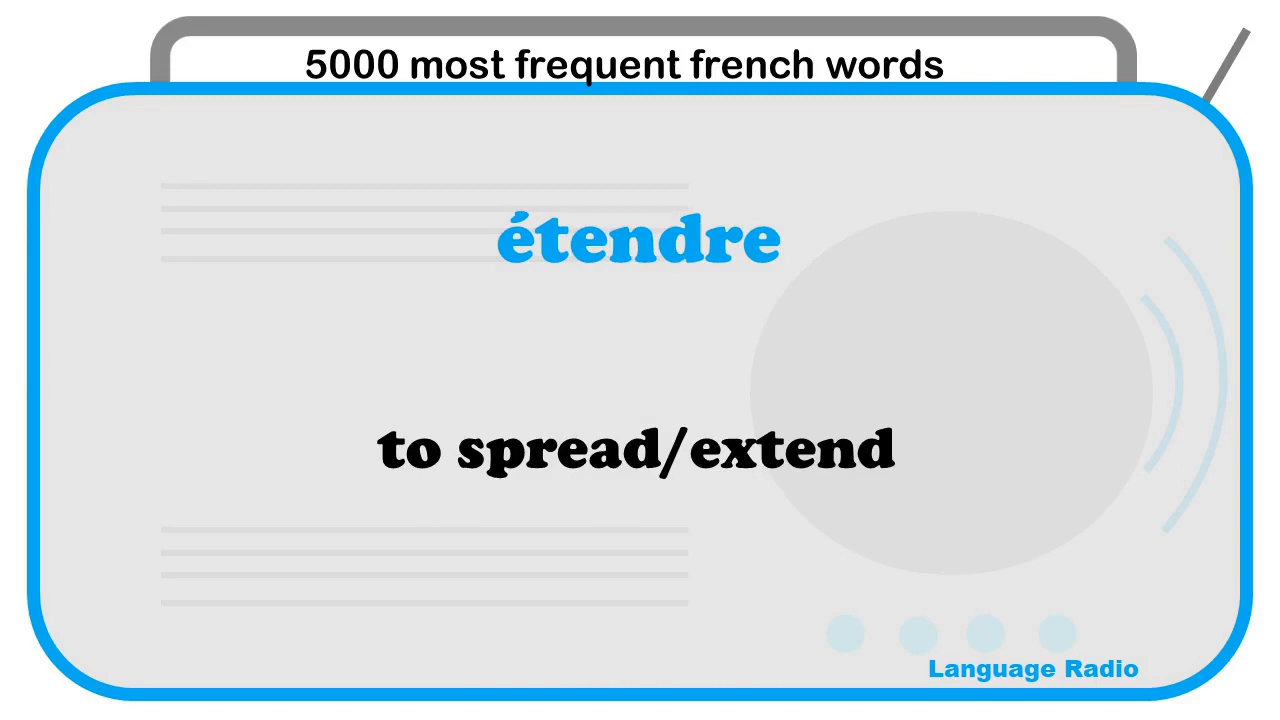 5000 most frequent french words
étendre
to spread/extend
Language Radio